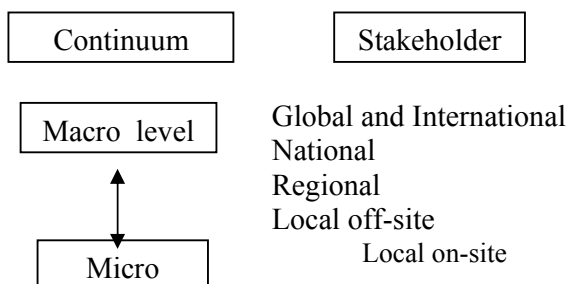 Continuum
Stakeholder
Macro level
Global and International
National
Regional
Local off-site
Local on-site
Micro